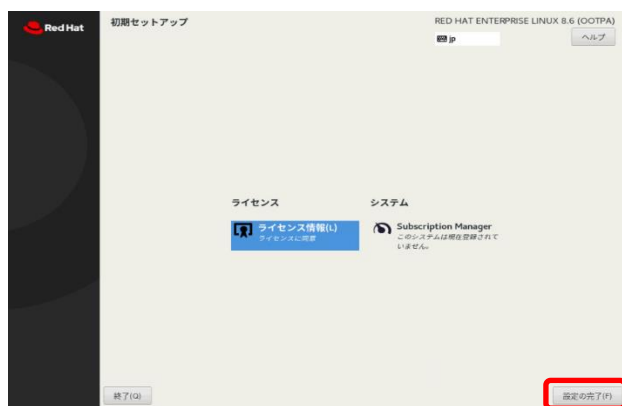 Red Hat
初期セットアップ
RED HAT ENTERPRISE LINUX 8.6 (OOTPA)
jp
ヘルプ
ライセンス
ライセンス情報(L)
ライセンスに同意
システム
Subscription Manager
このシステムは現在登録されて
いません。
終了(Q)
設定の完了(F)